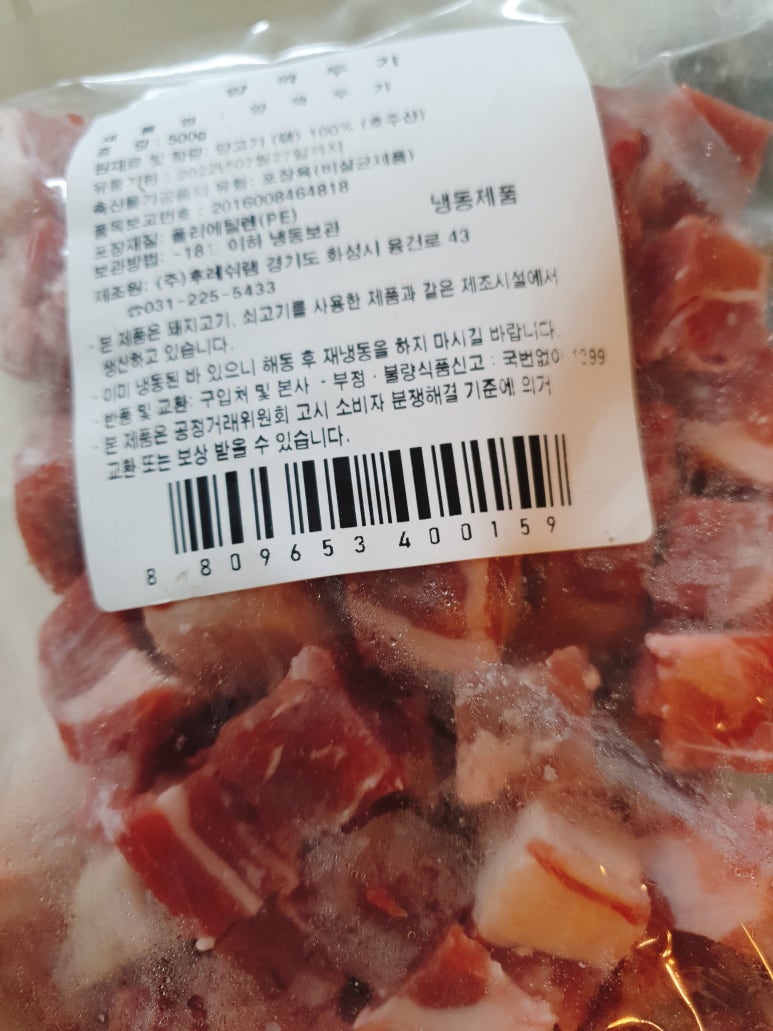 양깍두기
제 품 명 : 양 깍 두 기
중 량 : 500g
원재료 및 함량: 양고기 (램) 100% (호주산)
유통기한 : 2022년07월27일까지
축산물가공품의 유형: 포장육(비살균제품)
품목보고번호 : 2016008464818
포장재질: 폴리에틸렌(PE) 냉동제품
보관방법: -18˚ 이하 냉동보관
제조원: (주)후레쉬램 경기도 화성시 융건로 43
☎031-225-5433
·본 제품은 돼지고기, 쇠고기를 사용한 제품과 같은 제조시설에서
생산하고 있습니다.
·이미 냉동된 바 있으니 해동 후 재냉동을 하지 마시길 바랍니다.
·반품 및 교환: 구입처 및 본사 ·부정·불량식품신고 : 국번없이 1399
·본 제품은 공정거래위원회 고시 소비자 분쟁해결 기준에 의거
교환 또는 보상 받을 수 있습니다.
8 809653 400159